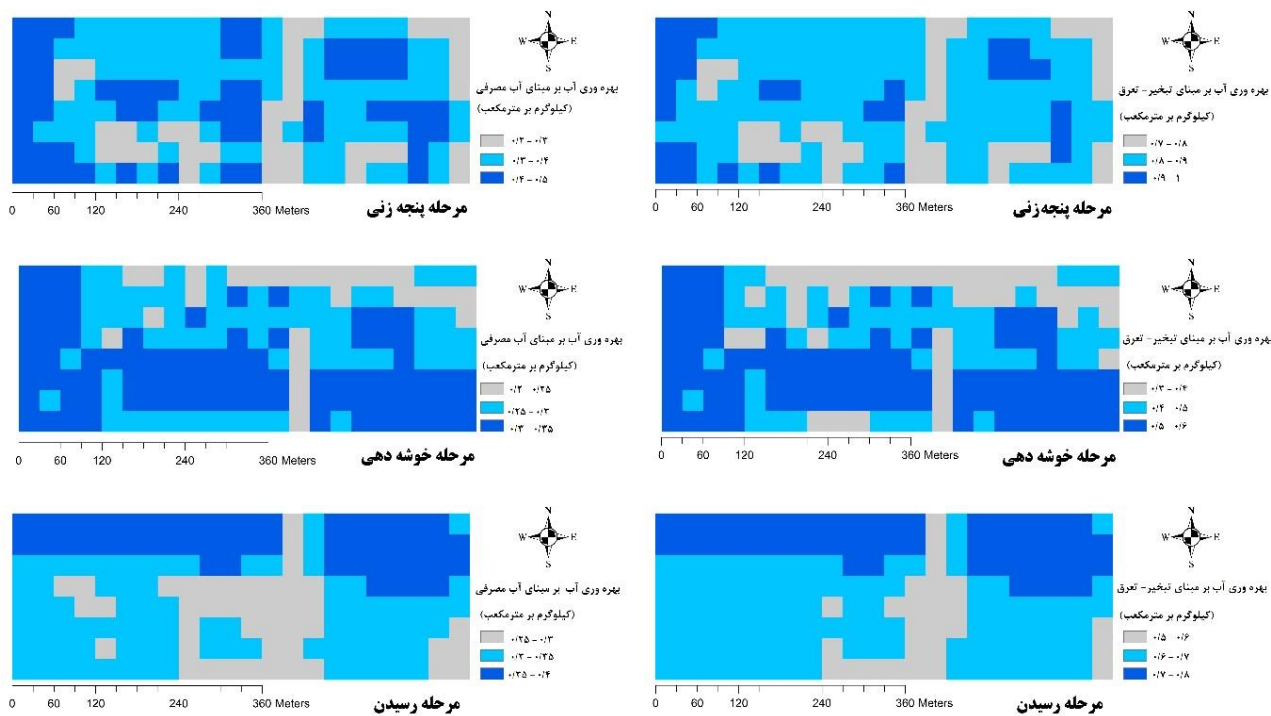 N
W E
S
بهره وری آب بر مبنای آب مصرفی
(کیلوگرم بر مترمکعب)
۰/۲ - ۰/۳
۰/۳ - ۰/۴
۰/۴ - ۰/۵
0 60 120 240 360 Meters
مرحله پنجه زنی
N
W E
S
بهره وری آب بر مبنای تبخیر- تعرق
(کیلوگرم بر مترمکعب)
۰/۷ - ۰/۸
۰/۸ - ۰/۹
۰/۹ ۱
0 60 120 240 360 Meters
مرحله پنجه زنی
N
W E
S
بهره وری آب بر مبنای آب مصرفی
(کیلوگرم بر مترمکعب)
۰/۲ ۰/۲۵
۰/۲۵ - ۰/۳
۰/۳ ۰/۳۵
0 60 120 240 360 Meters
مرحله خوشه دهی
N
W E
S
بهره وری آب بر مبنای تبخیر- تعرق
(کیلوگرم بر مترمکعب)
۰/۳ - ۰/۴
۰/۴ ۰/۵
۰/۵ ۰/۶
0 60 120 240 360 Meters
مرحله خوشه دهی
N
W E
S
بهره وری آب بر مبنای آب مصرفی
(کیلوگرم بر مترمکعب)
۰/۲۵ - ۰/۳
۰/۳ - ۰/۳۵
۰/۳۵ - ۰/۴
0 60 120 240 360 Meters
مرحله رسیدن
N
W E
S
بهره وری آب بر مبنای تبخیر- تعرق
(کیلوگرم بر مترمکعب)
۰/۵ ۰/۶
۰/۶ - ۰/۷
۰/۷ - ۰/۸
0 60 120 240 360 Meters
مرحله رسیدن